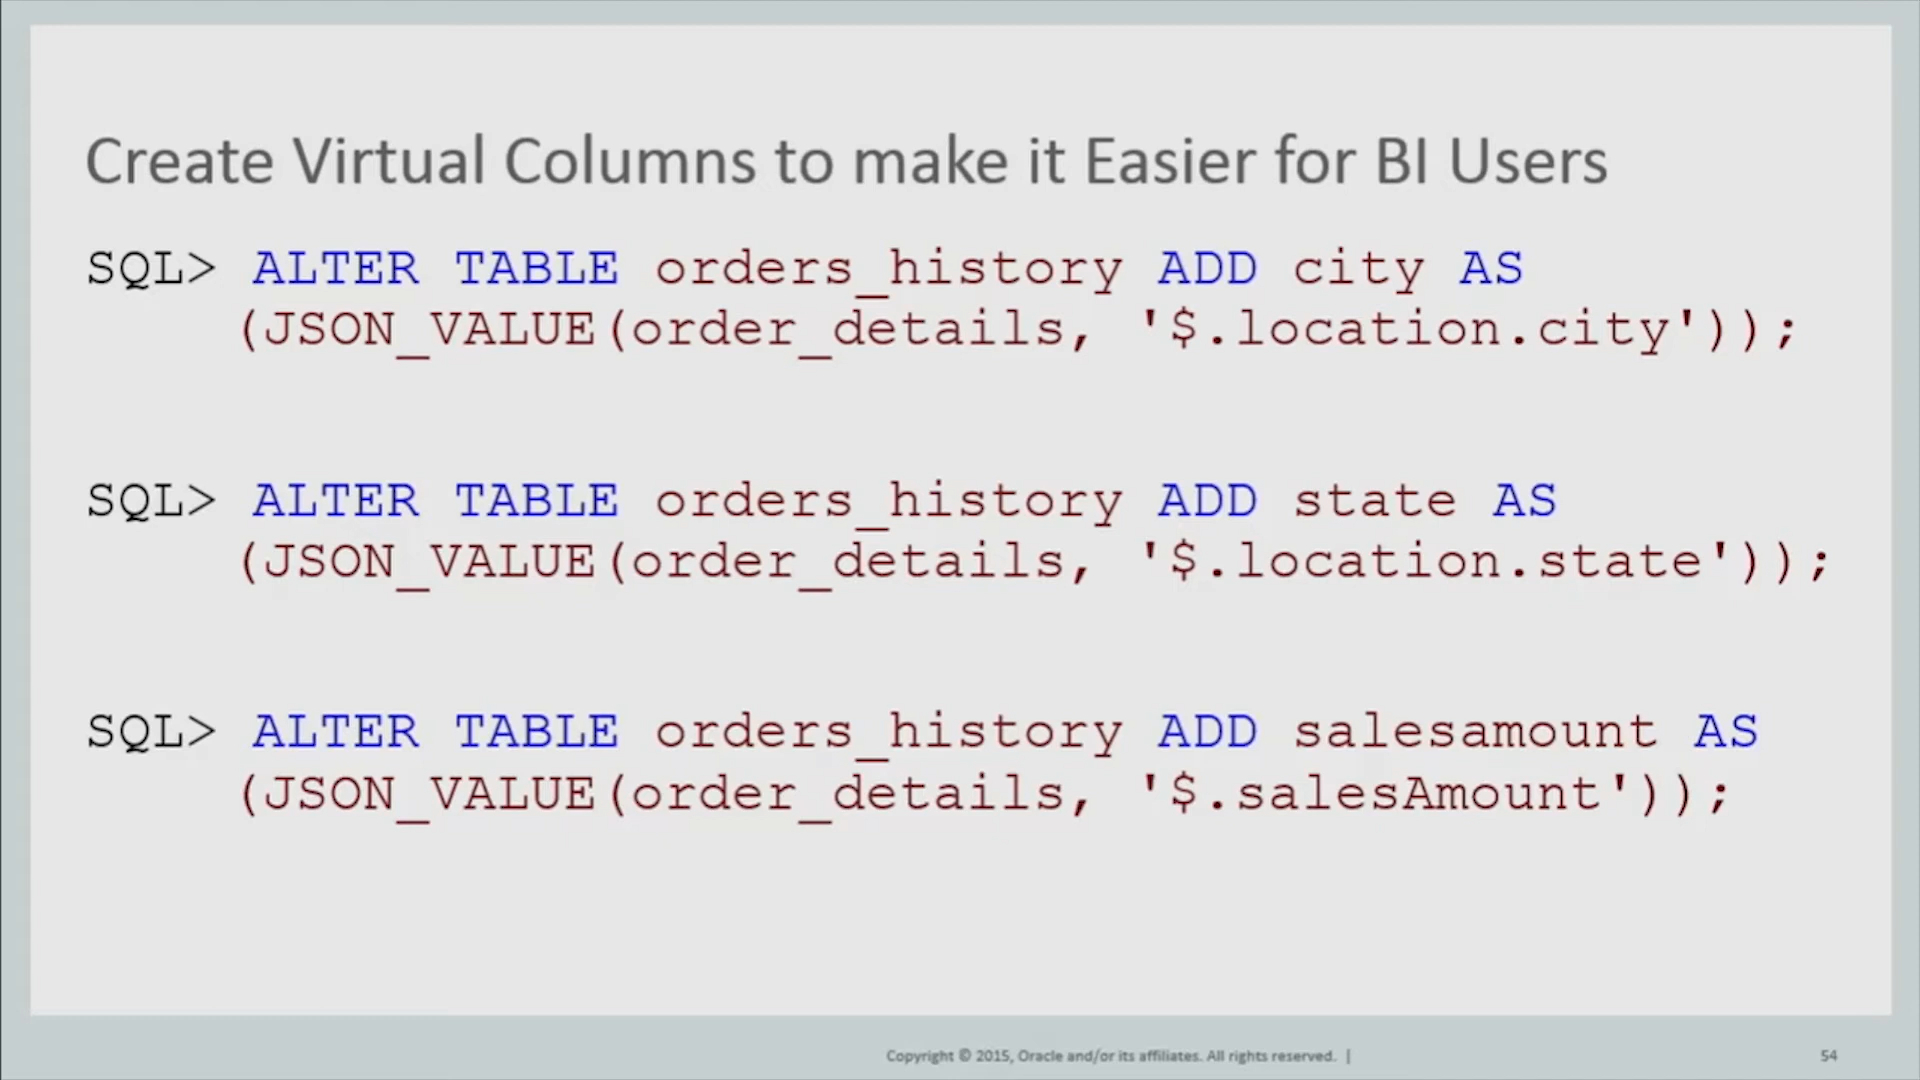 Create Virtual Columns to make it Easier for BI Users
SQL> ALTER TABLE orders_history ADD city AS
(JSON_VALUE(order_details, '$.location.city'));
SQL> ALTER TABLE orders_history ADD state AS
(JSON_VALUE(order_details, '$.location.state'));
SQL> ALTER TABLE orders_history ADD salesamount AS
(JSON_VALUE(order_details, '$.salesAmount'));
Copyright © 2015, Oracle and/or its affiliates. All rights reserved. |
54